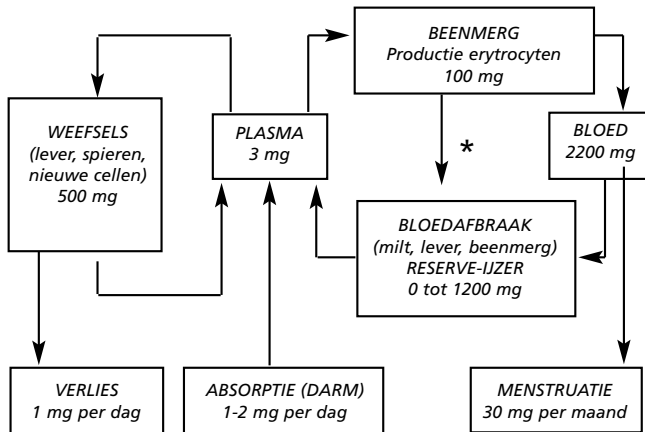 BEENMERG
Productie erytrocyten
100 mg
WEEFSELS
(lever, spieren,
nieuwe cellen)
500 mg
PLASMA
3 mg
*
BLOED
2200 mg
BLOEDAFBRAAK
(milt, lever, beenmerg)
RESERVE-IJZER
0 tot 1200 mg
VERLIES
1 mg per dag
ABSORPTIE (DARM)
1-2 mg per dag
MENSTRUATIE
30 mg per maand